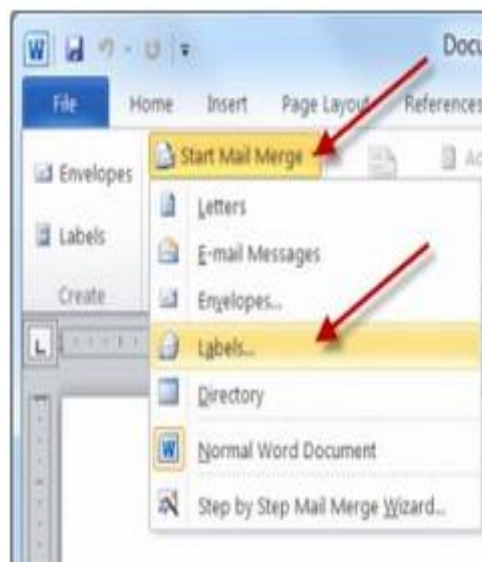 W Docu
File Home Insert Page Layout References
Start Mail Merge
Envelopes
Labels
Create
Letters
E-mail Messages
Envelopes...
Labels...
Directory
W Normal Word Document
Step by Step Mail Merge Wizard...
L